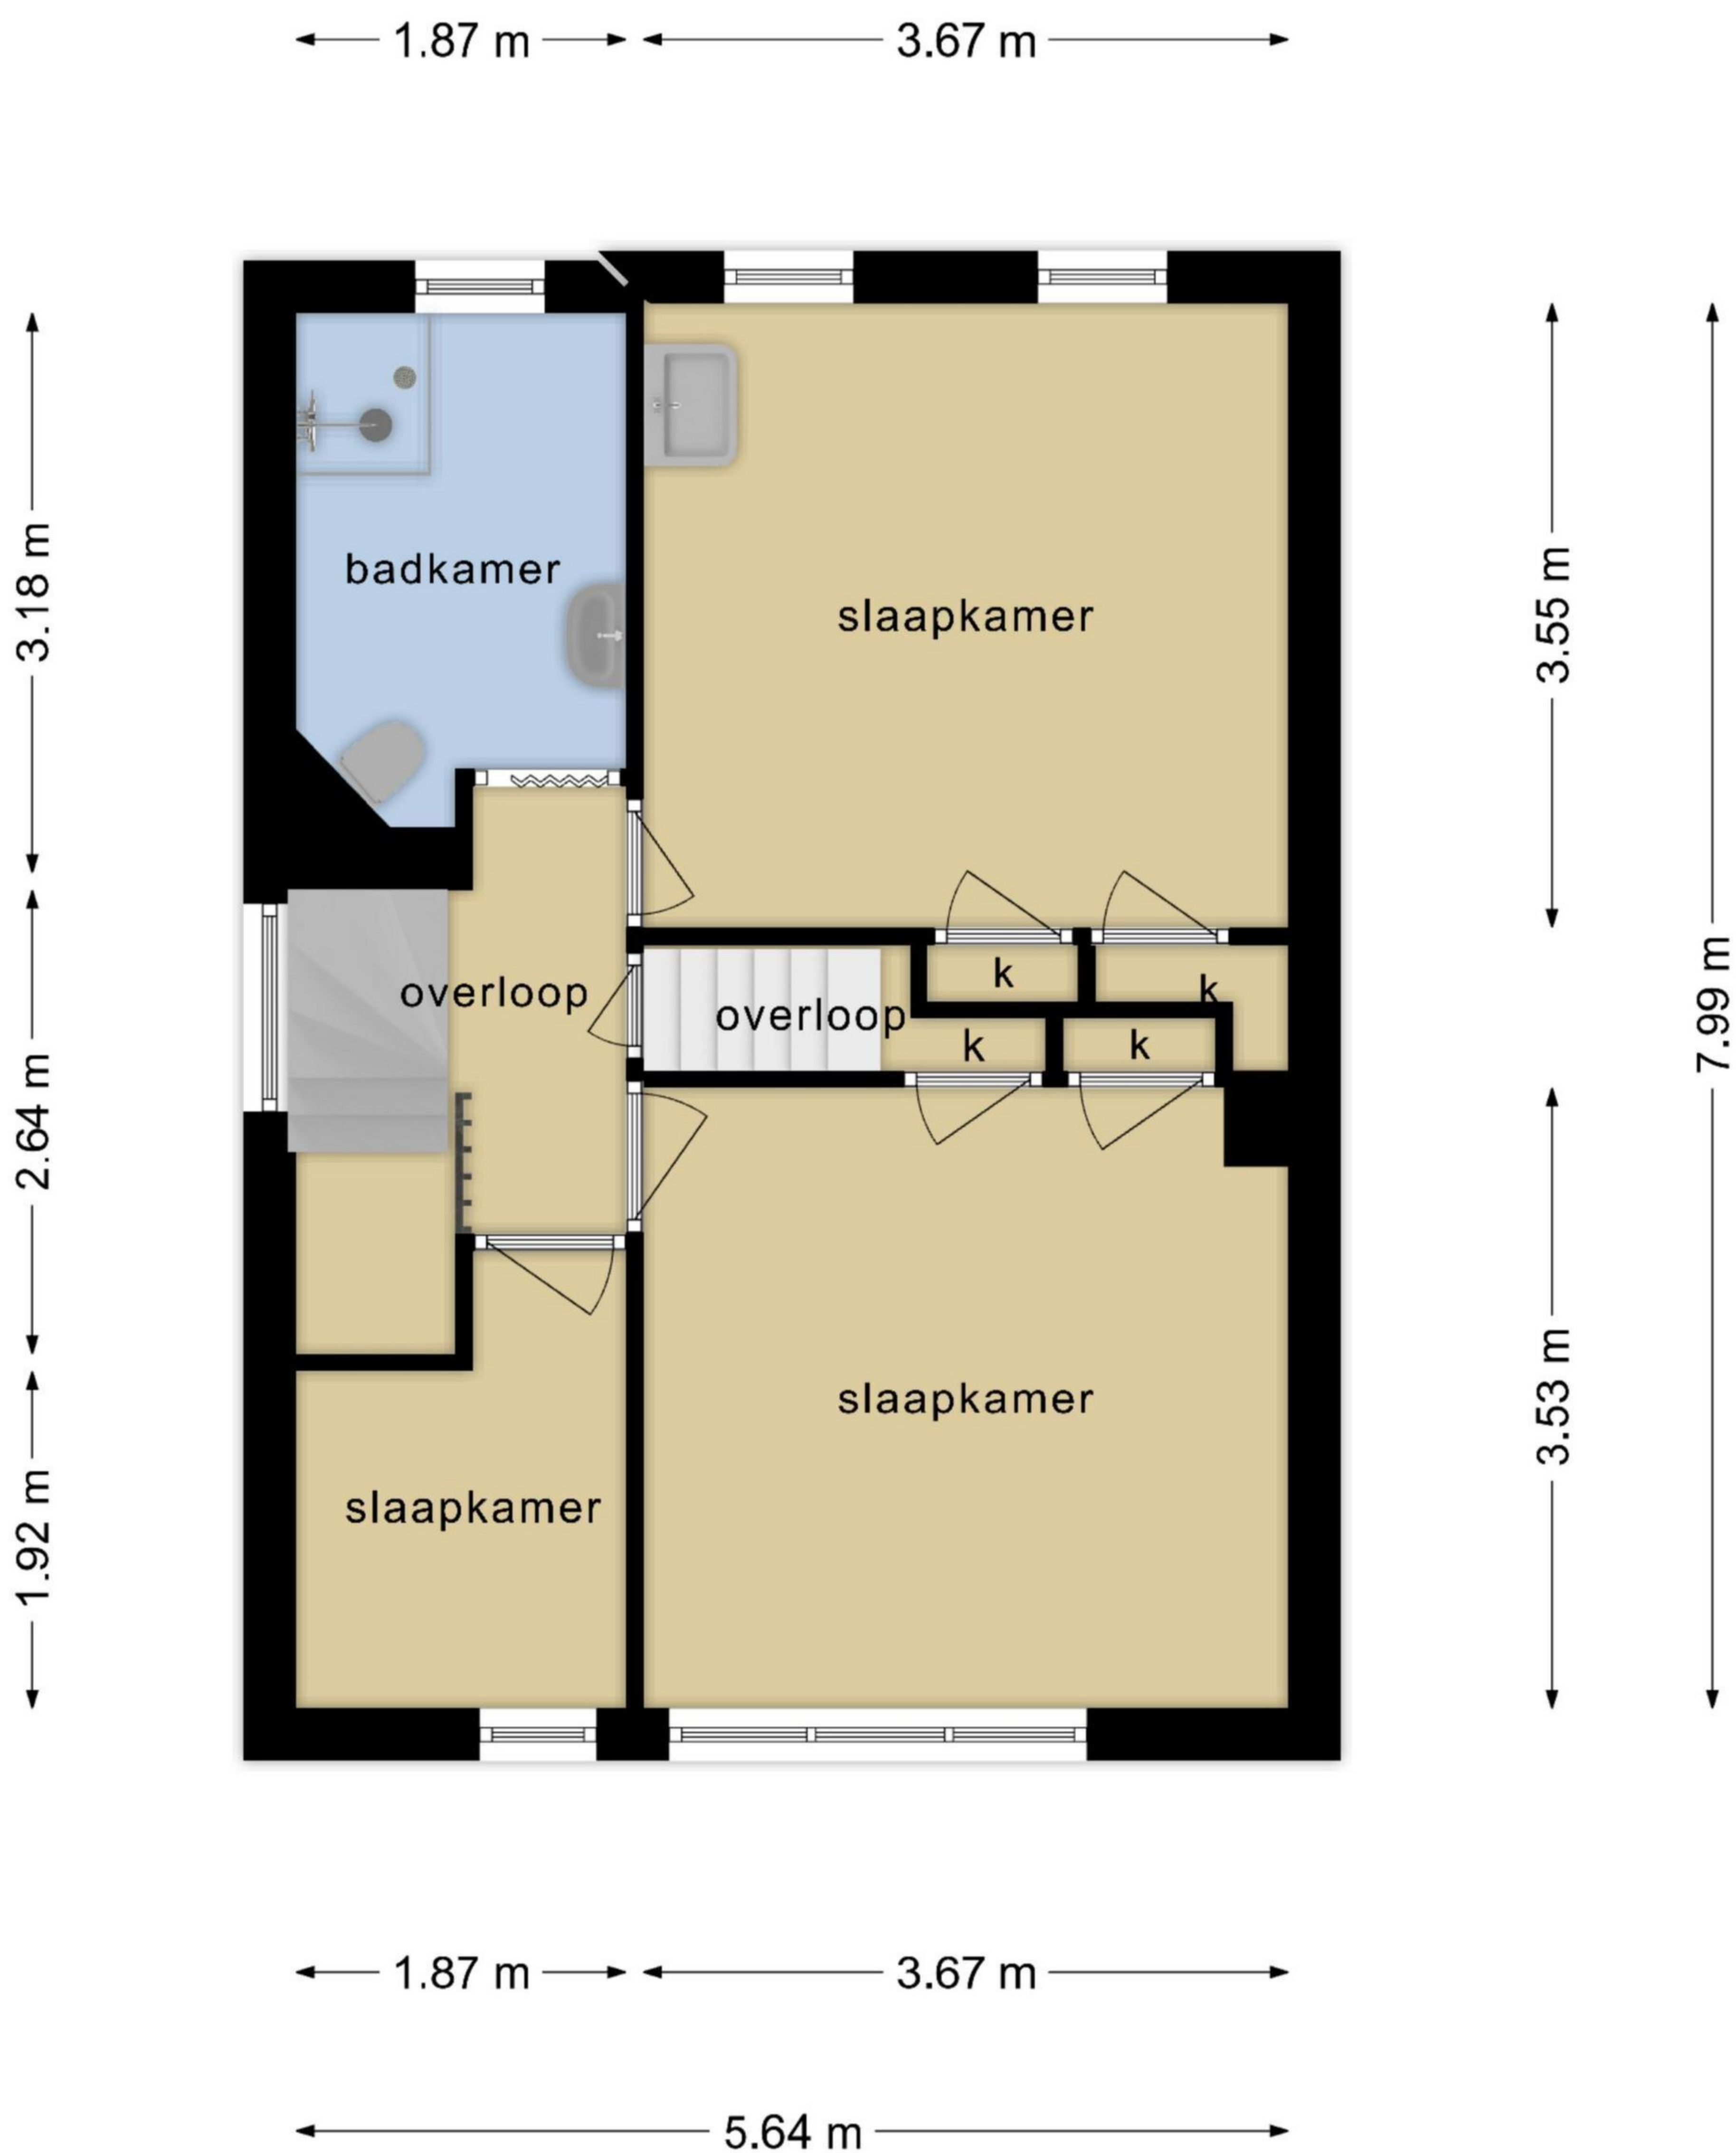 1.87 m
3.67 m
3.18 m
badkamer
slaapkamer
3.55 m
7.99 m
overloop
overloop
k
k
k
k
2.64 m
slaapkamer
3.53 m
slaapkamer
1.92 m
1.87 m
3.67 m
5.64 m